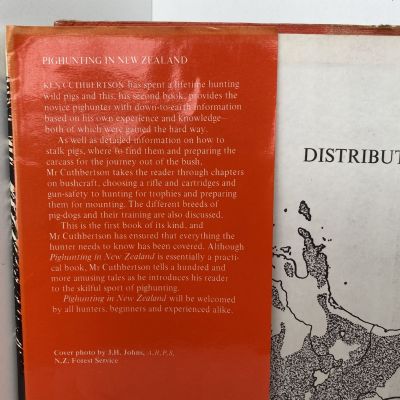 PIGHUNTING IN NEW ZEALAND
KEN CUTHBERTSON has spent a lifetime hunting
wild pigs and this, his second book, provides the
novice pighunter with down-to-earth information
based on his own experience and knowledge—
both of which were gained the hard way.
As well as detailed information on how to
stalk pigs, where to find them and preparing the
carcass for the journey out of the bush,
Mr Cuthbertson takes the reader through chapters
on bushcraft, choosing a rifle and cartridges and
gun-safety to hunting for trophies and preparing
them for mounting. The different breeds of
pig-dogs and their training are also discussed.
This is the first book of its kind, and
Mr Cuthbertson has ensured that everything the
hunter needs to know has been covered. Although
Pighunting in New Zealand is essentially a practi-
cal book, Mr Cuthbertson tells a hundred and
more amusing tales as he introduces his reader
to the skilful sport of pighunting.
Pighunting in New Zealand will be welcomed
by all hunters, beginners and experienced alike.
Cover photo by J.H. Johns, A.R.P.S,
N.Z. Forest Service
DISTRIBUT